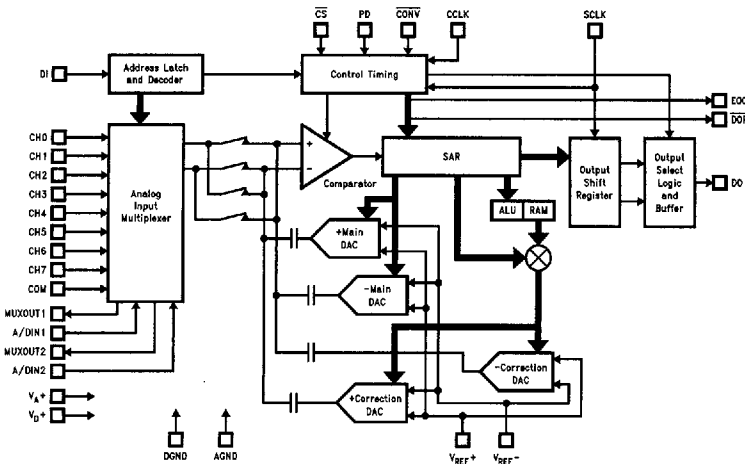 CS PD CONV CCLK SCLK
DI
Address Latch
and Decoder
Control Timing
EOC
DOR
CH0
CH1
CH2
CH3
CH4
CH5
CH6
CH7
COM
MUXOUT1
A/DIN1
MUXOUT2
A/DIN2
VA+
VD+
Analog
Input
Multiplexer
+
−
Comparator
SAR
ALU RAM
Output
Shift
Register
Output
Select
Logic
and
Buffer
DO
+Main
DAC
−Main
DAC
−Correction
DAC
+Correction
DAC
DGND AGND
VREF+ VREF−